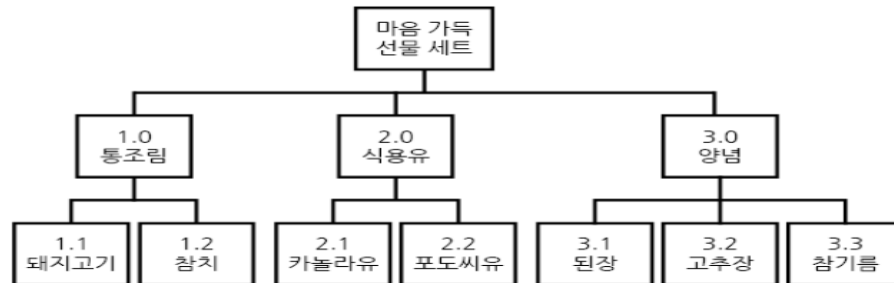 마음 가득
선물 세트
1.0
통조림
2.0
식용유
3.0
양념
1.1
돼지고기
1.2
참치
2.1
카놀라유
2.2
포도씨유
3.1
된장
3.2
고추장
3.3
참기름